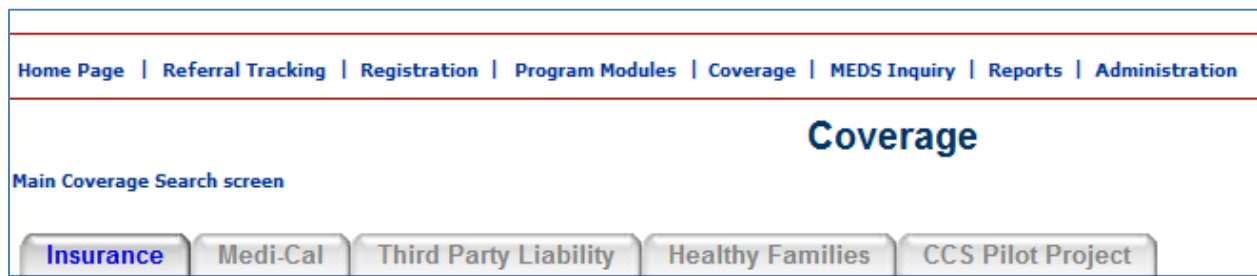 Home Page | Referral Tracking | Registration | Program Modules | Coverage | MEDS Inquiry | Reports | Administration
Coverage
Main Coverage Search screen
Insurance Medi-Cal Third Party Liability Healthy Families CCS Pilot Project